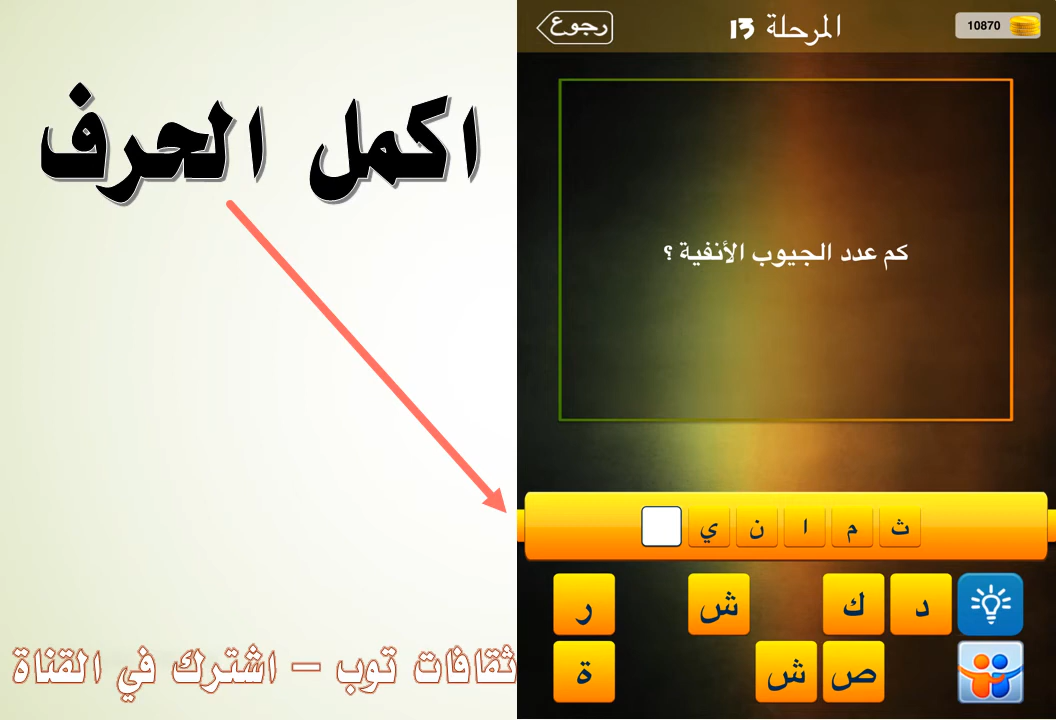 اكمل الحرف
ثقافات توب – اشترك في القناة
رجوع
المرحلة 13
10870
كم عدد الجيوب الأنفية ؟
ث م ا ن ي
د ك ش ر
ص ش ة